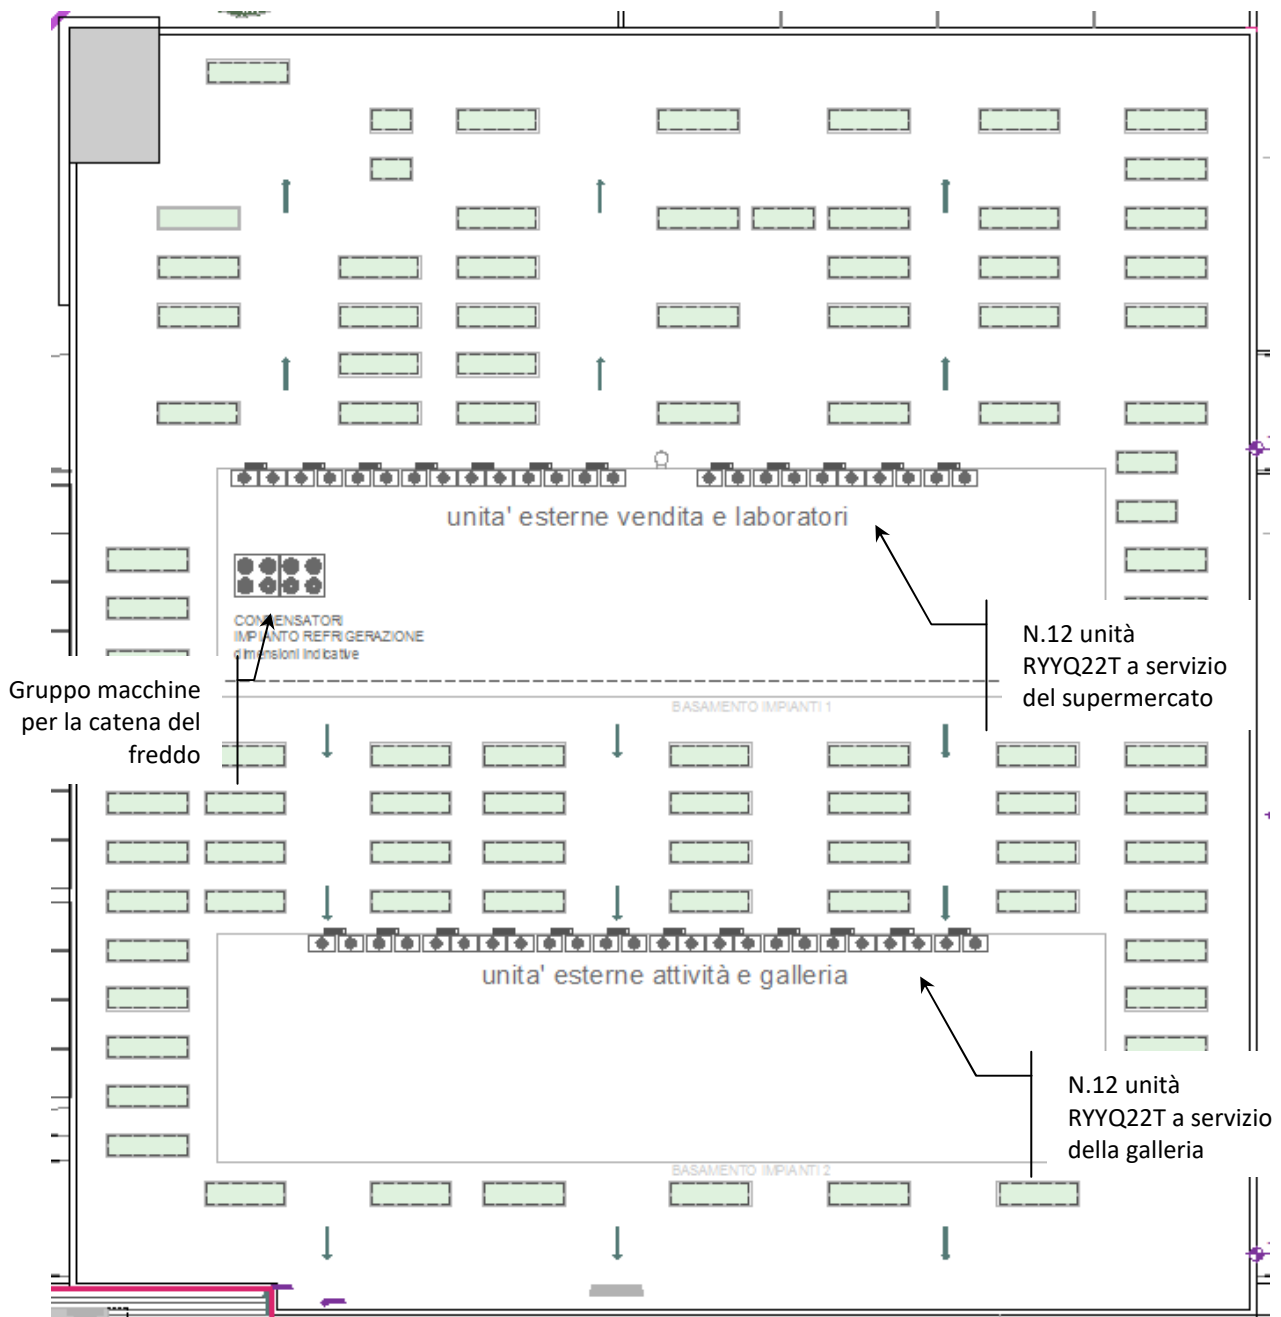 unita' esterne vendita e laboratori
CONDENSATORI
IMPIANTO REFRIGERAZIONE
dimensioni indicative
N.12 unità
RYYQ22T a servizio
del supermercato
Gruppo macchine
per la catena del
freddo
BASAMENTO IMPIANTI 1
unita' esterne attività e galleria
N.12 unità
RYYQ22T a servizio
della galleria
BASAMENTO IMPIANTI 2